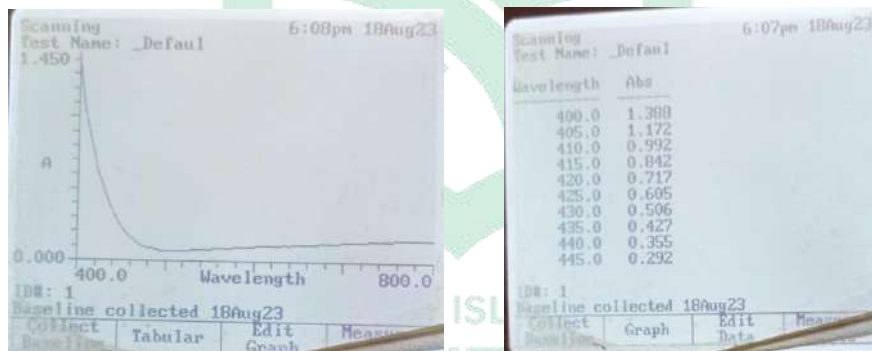 Scanning 6:08pm 18Aug23
Test Name: _Defaul
1.450
A
0.000
400.0 Wavelength 800.0
ID#: 1
Baseline collected 18Aug23
Collect Baseline Tabular Edit Graph
Scanning 6:07pm 18Aug23
Test Name: _Defaul
Wavelength Abs
400.0 1.388
405.0 1.172
410.0 0.992
415.0 0.842
420.0 0.717
425.0 0.605
430.0 0.506
435.0 0.427
440.0 0.355
445.0 0.292
ID#: 1
Baseline collected 18Aug23
Collect Baseline Graph Edit Data
ISL